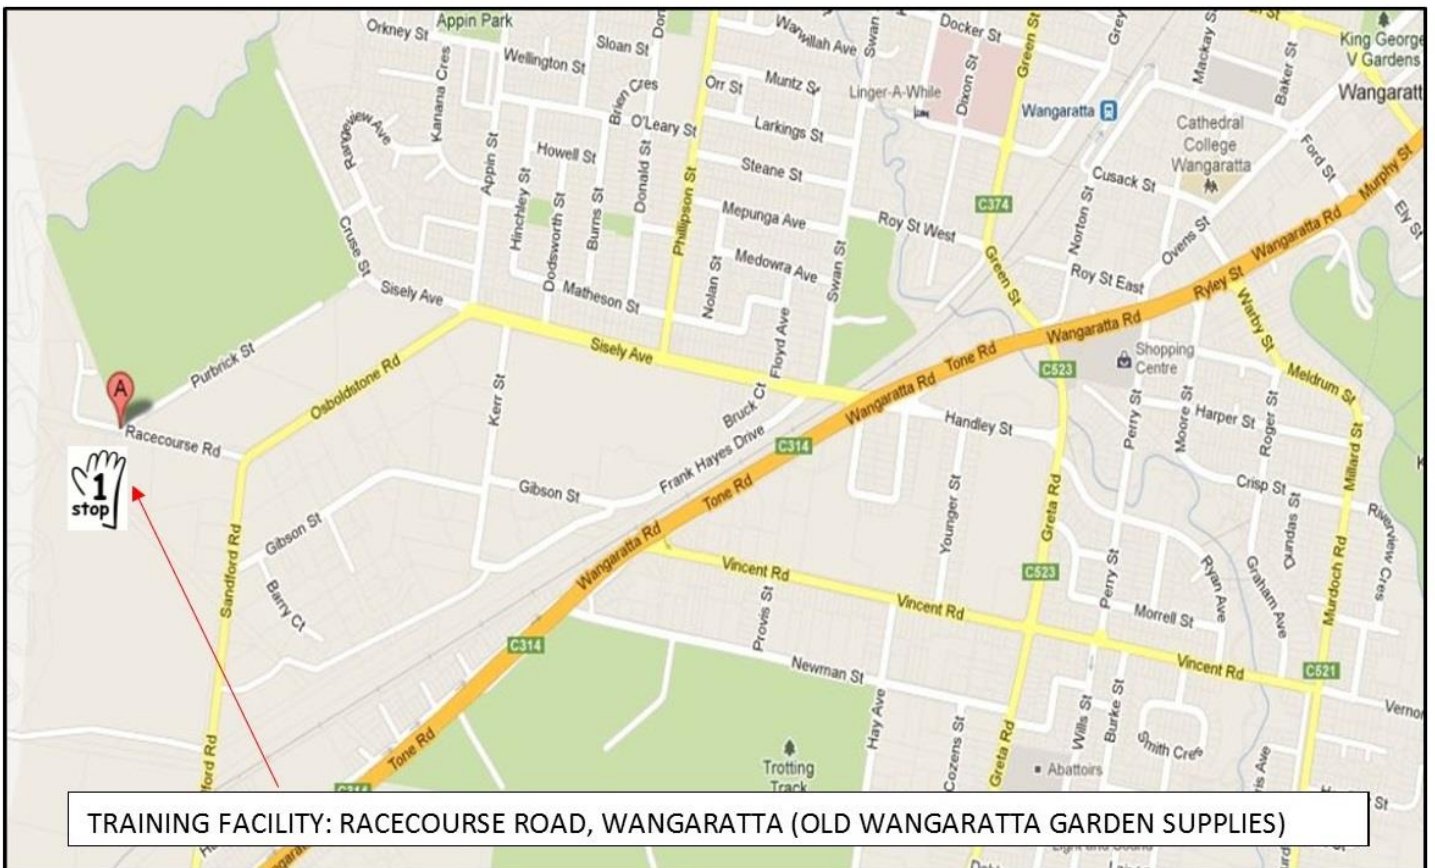 Appin Park
Orkney St
Wellington St
Sloan St
Kanana Cres
Rangeview Ave
Brien Cres
O'Leary St
Howell St
Appin St
Hinchley St
Dodsworth St
Burns St
Donald St
Phillipson St
Orr St
Muntz St
Larkings St
Steane St
Mepunga Ave
Medowra Ave
Nolan St
Matheson St
Floyd Ave
Swan St
Swan
Linger-A-While
Docker St
Dixon St
Green St
Wangaratta
Mackay S
Baker St
King George
V Gardens
Wangaratt
Cathedral
College
Wangaratta
Ford St
Murphy St
Ely St
Cusack St
Norton St
C374
Roy St West
Green St
Roy St East
Ovens St
Wangaratta Rd
Ryley St
Warby St
Cruse St
Sisely Ave
Purbrick St
Osboldstone Rd
Sisely Ave
Kerr St
Bruck Ct
Tone Rd
Wangaratta Rd
Wangaratta Rd
C523
Shopping
Centre
Meldrum St
A
Racecourse Rd
1
stop
Frank Hayes Drive
C314
Handley St
Perry St
Moore St
Harper St
Roger St
Millard St
Gibson St
Gibson St
Tone Rd
Wangaratta Rd
Younger St
Greta Rd
Crisp St
Dundas St
Riverview Cres
Sandford Rd
Barry Ct
Vincent Rd
Vincent Rd
C523
Perry St
Ryan Ave
Graham Ave
Murdoch Rd
Morrell St
Provis St
C314
Newman St
Vincent Rd
C521
Hay Ave
Cozens St
Greta Rd
Wills St
Burke St
Smith Cres
Abattoirs
Trotting
Track
Tone Rd
ford Rd
C314
TRAINING FACILITY: RACECOURSE ROAD, WANGARATTA (OLD WANGARATTA GARDEN SUPPLIES)